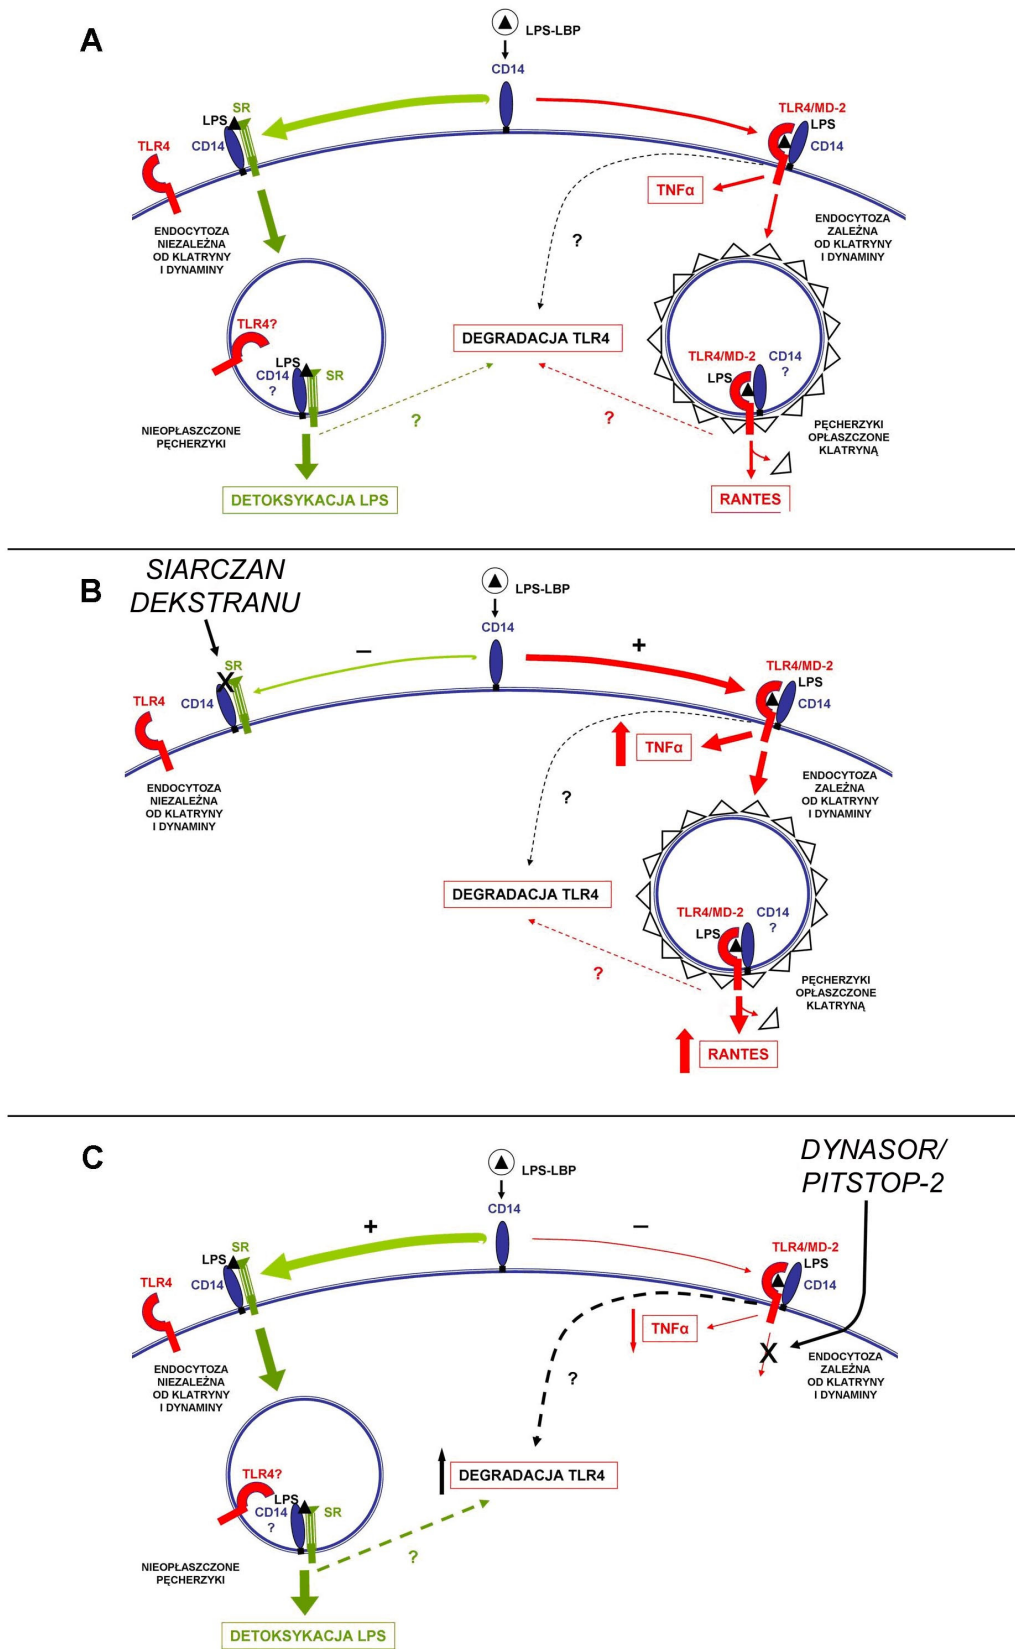 A
LPS-LBP
CD14
SR
LPS
CD14
TLR4
TLR4/MD-2
LPS
CD14
TNFα
ENDOCYTOZA
NIEZALEŻNA
OD KLATRYNY
I DYNAMINY
ENDOCYTOZA
ZALEŻNA
OD KLATRYNY
I DYNAMINY
?
TLR4?
LPS
CD14
?
SR
DEGRADACJA TLR4
TLR4/MD-2
CD14
?
LPS
?
?
NIEOPŁASZCZONE
PĘCHERZYKI
PĘCHERZYKI
OPŁASZCZONE
KLATRYNĄ
DETOKSYKACJA LPS
RANTES
B
SIARCZAN
DEKSTRANU
LPS-LBP
CD14
–
+
SR
X
CD14
TLR4
TLR4/MD-2
LPS
CD14
TNFα
ENDOCYTOZA
NIEZALEŻNA
OD KLATRYNY
I DYNAMINY
ENDOCYTOZA
ZALEŻNA
OD KLATRYNY
I DYNAMINY
?
DEGRADACJA TLR4
TLR4/MD-2
CD14
?
LPS
?
PĘCHERZYKI
OPŁASZCZONE
KLATRYNĄ
RANTES
C
DYNASOR/
PITSTOP-2
LPS-LBP
CD14
+
–
SR
LPS
CD14
TLR4
TLR4/MD-2
LPS
CD14
TNFα
X
ENDOCYTOZA
NIEZALEŻNA
OD KLATRYNY
I DYNAMINY
ENDOCYTOZA
ZALEŻNA
OD KLATRYNY
I DYNAMINY
?
TLR4?
LPS
CD14
?
SR
DEGRADACJA TLR4
?
NIEOPŁASZCZONE
PĘCHERZYKI
DETOKSYKACJA LPS